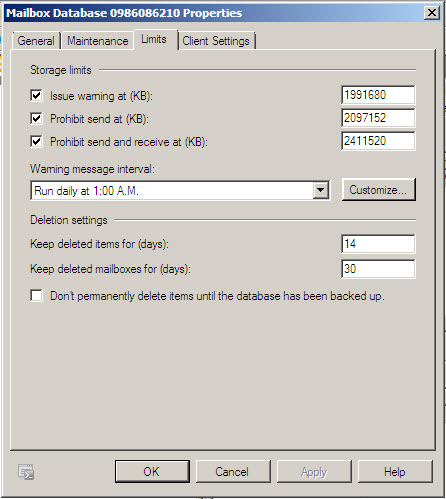 Mailbox Database 0986086210 Properties
General Maintenance Limits Client Settings
Storage limits
Issue warning at (KB): 1991680
Prohibit send at (KB): 2097152
Prohibit send and receive at (KB): 2411520
Warning message interval:
Run daily at 1:00 A.M. Customize...
Deletion settings
Keep deleted items for (days): 14
Keep deleted mailboxes for (days): 30
Don't permanently delete items until the database has been backed up.
OK Cancel Apply Help